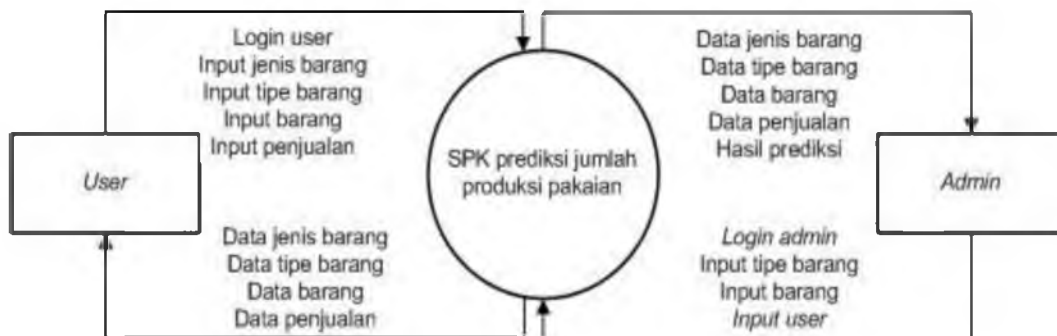 Login user
Input jenis barang
Input tipe barang
Input barang
Input penjualan
Data jenis barang
Data tipe barang
Data barang
Data penjualan
Hasil prediksi
User
SPK prediksi jumlah
produksi pakaian
Admin
Data jenis barang
Data tipe barang
Data barang
Data penjualan
Login admin
Input tipe barang
Input barang
Input user